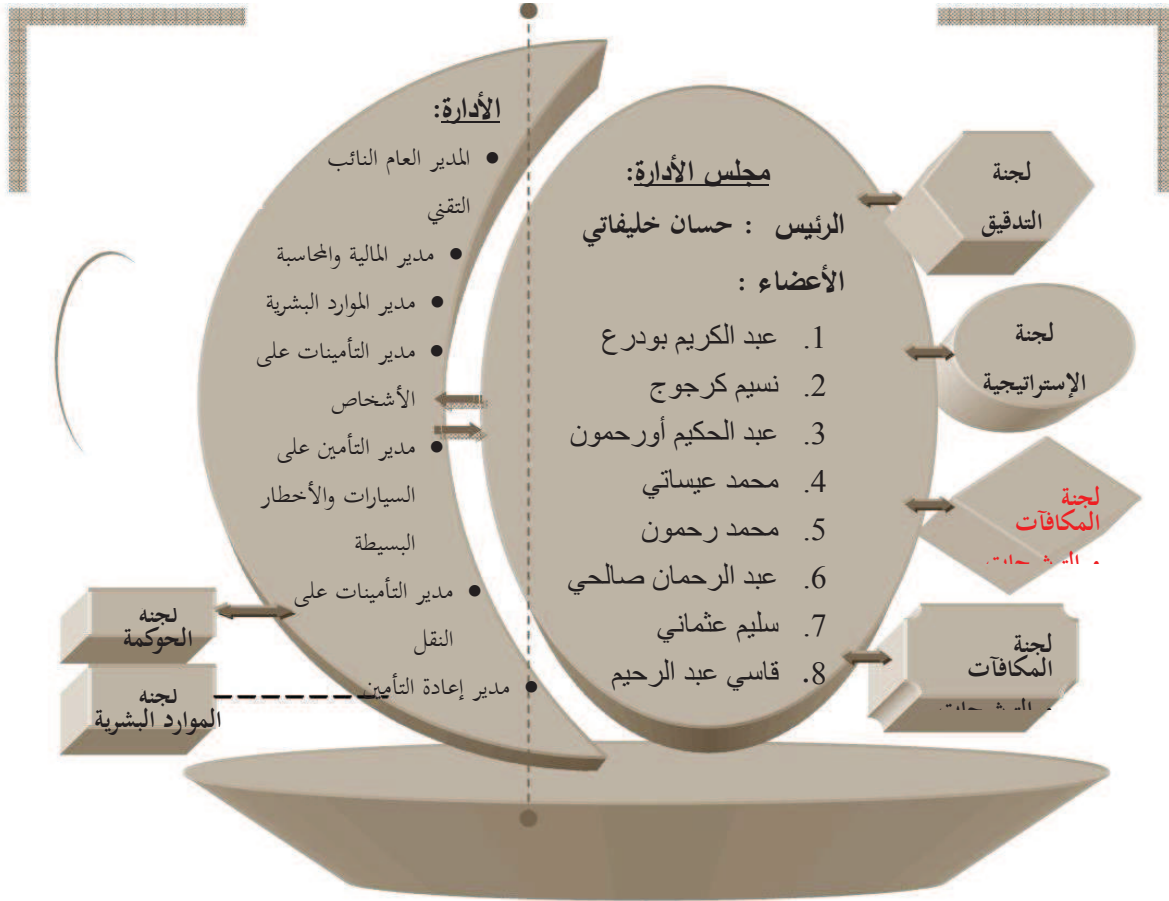 الأدارة:
● المدير العام النائب
التقني
● مدير المالية والمحاسبة
● مدير الموارد البشرية
● مدير التأمينات على
الأشخاص
● مدير التأمين على
السيارات والأخطار
البسيطة
● مدير التأمينات على
النقل
● مدير إعادة التأمين
مجلس الأدارة:
الرئيس : حسان خليفاتي
الأعضاء :
1. عبد الكريم بودرع
2. نسيم كرجوج
3. عبد الحكيم أورحمون
4. محمد عيساتي
5. محمد رحمون
6. عبد الرحمان صالحي
7. سليم عثماني
8. قاسي عبد الرحيم
لجنة
التدقيق
لجنة
الإستراتيجية
لجنة
المكافآت
لجنة
المكافآت
لجنه
الحوكمة
لجنه
الموارد البشرية